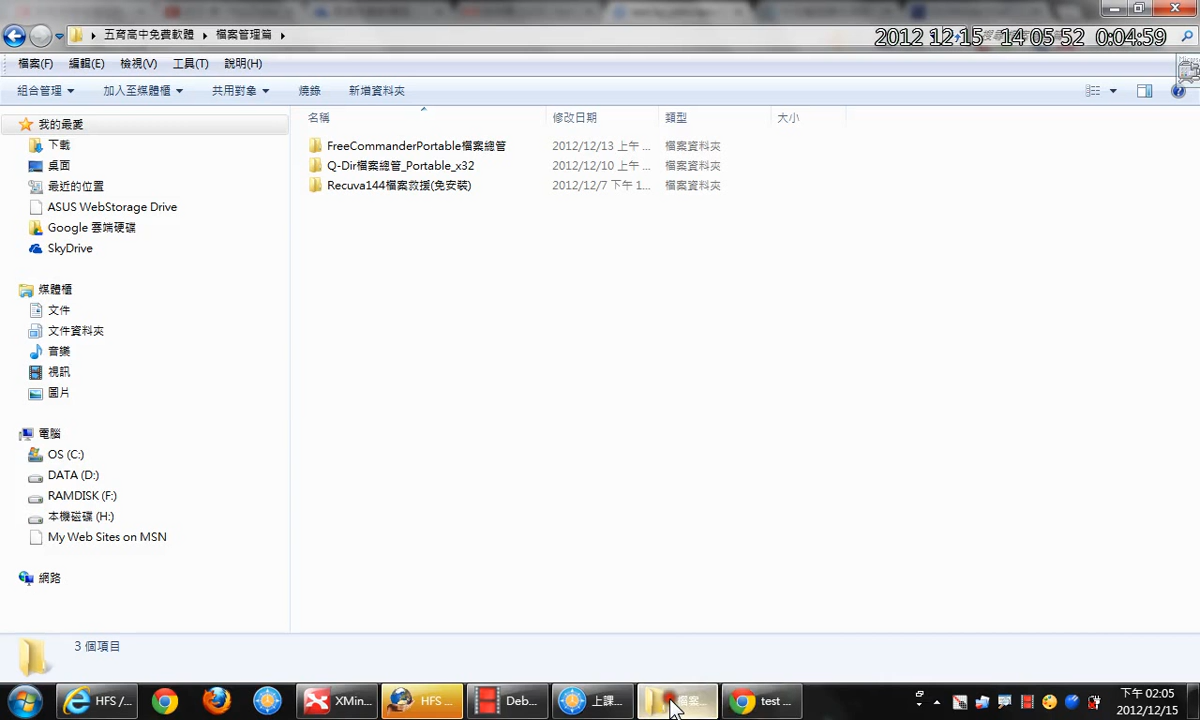 五育高中免費軟體 檔案管理篇
2012 12 15 14 05 52 0:04:59
檔案(F) 編輯(E) 檢視(V) 工具(T) 說明(H)
組合管理 加入至媒體櫃 共用對象 燒錄 新增資料夾
名稱 修改日期 類型 大小
FreeCommanderPortable檔案總管 2012/12/13 上午 ... 檔案資料夾
Q-Dir檔案總管_Portable_x32 2012/12/10 上午 ... 檔案資料夾
Recuva144檔案救援(免安裝) 2012/12/7 下午 1... 檔案資料夾
我的最愛
下載
桌面
最近的位置
ASUS WebStorage Drive
Google 雲端硬碟
SkyDrive
媒體櫃
文件
文件資料夾
音樂
視訊
圖片
電腦
OS (C:)
DATA (D:)
RAMDISK (F:)
本機磁碟 (H:)
My Web Sites on MSN
網路
3 個項目
HFS /... XMin... HFS ... Deb... 上課... 檔案... test ...
下午 02:05
2012/12/15